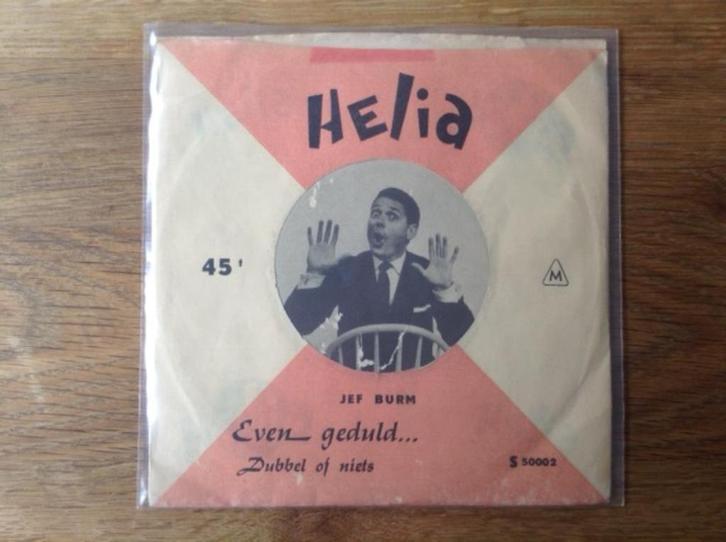 Helia
45'
M
JEF BURM
Even geduld...
Dubbel of niets
S 50002